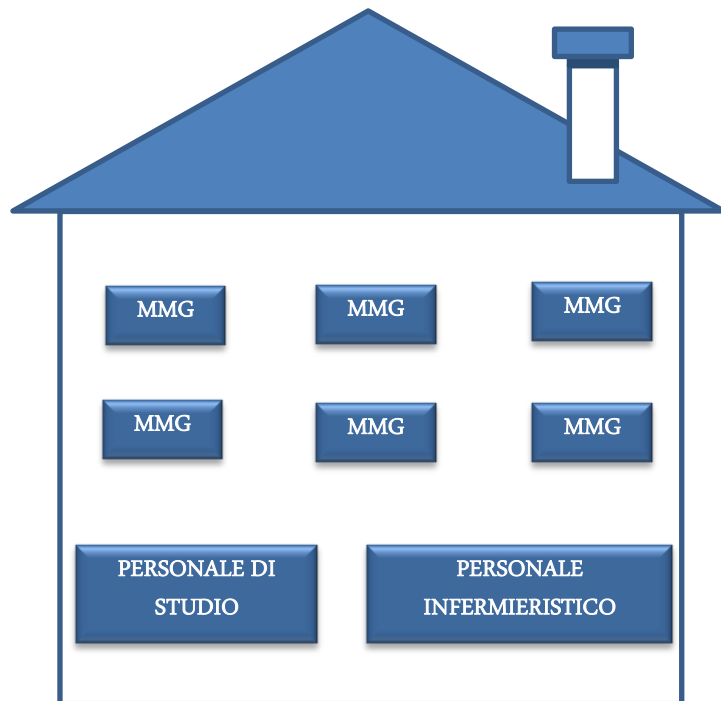 MMG
MMG
MMG
MMG
MMG
MMG
PERSONALE DI
STUDIO
PERSONALE
INFERMIERISTICO